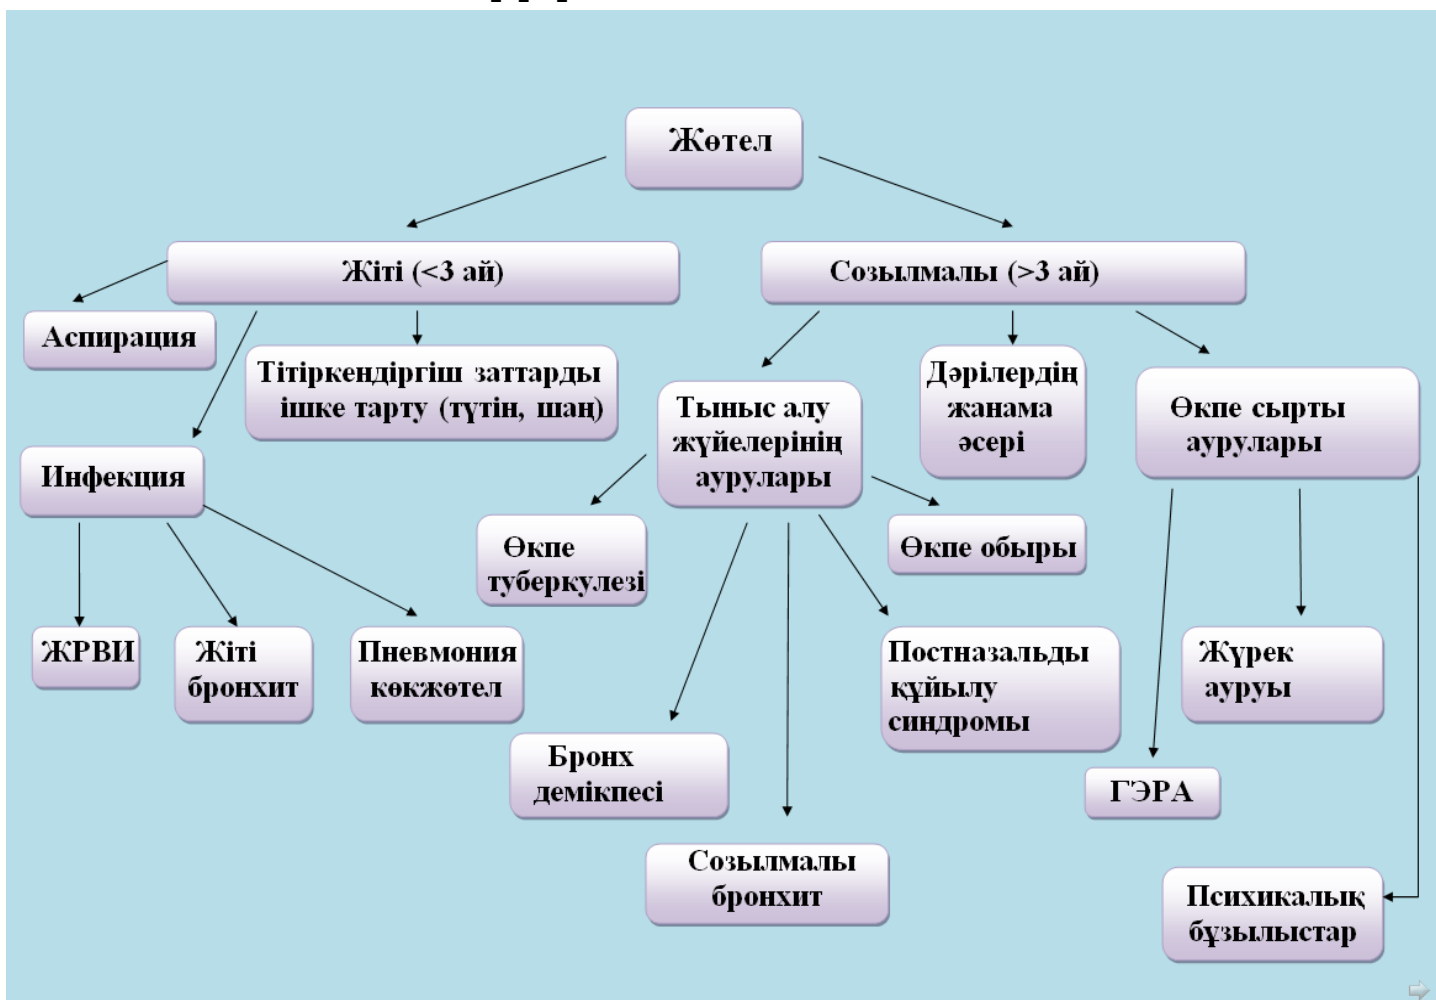 Жөтел
Жіті (<3 ай)
Созылмалы (>3 ай)
Аспирация
Тітіркендіргіш заттарды
ішке тарту (түтін, шаң)
Тыныс алу
жүйелерінің
аурулары
Дәрілердің
жанама
әсері
Өкпе сырты
аурулары
Инфекция
Өкпе
туберкулезі
Өкпе обыры
ЖРВИ
Жіті
бронхит
Пневмония
көкжөтел
Постназальды
құйылу
синдромы
Жүрек
ауруы
Бронх
демікпесі
ГЭРА
Созылмалы
бронхит
Психикалық
бұзылыстар